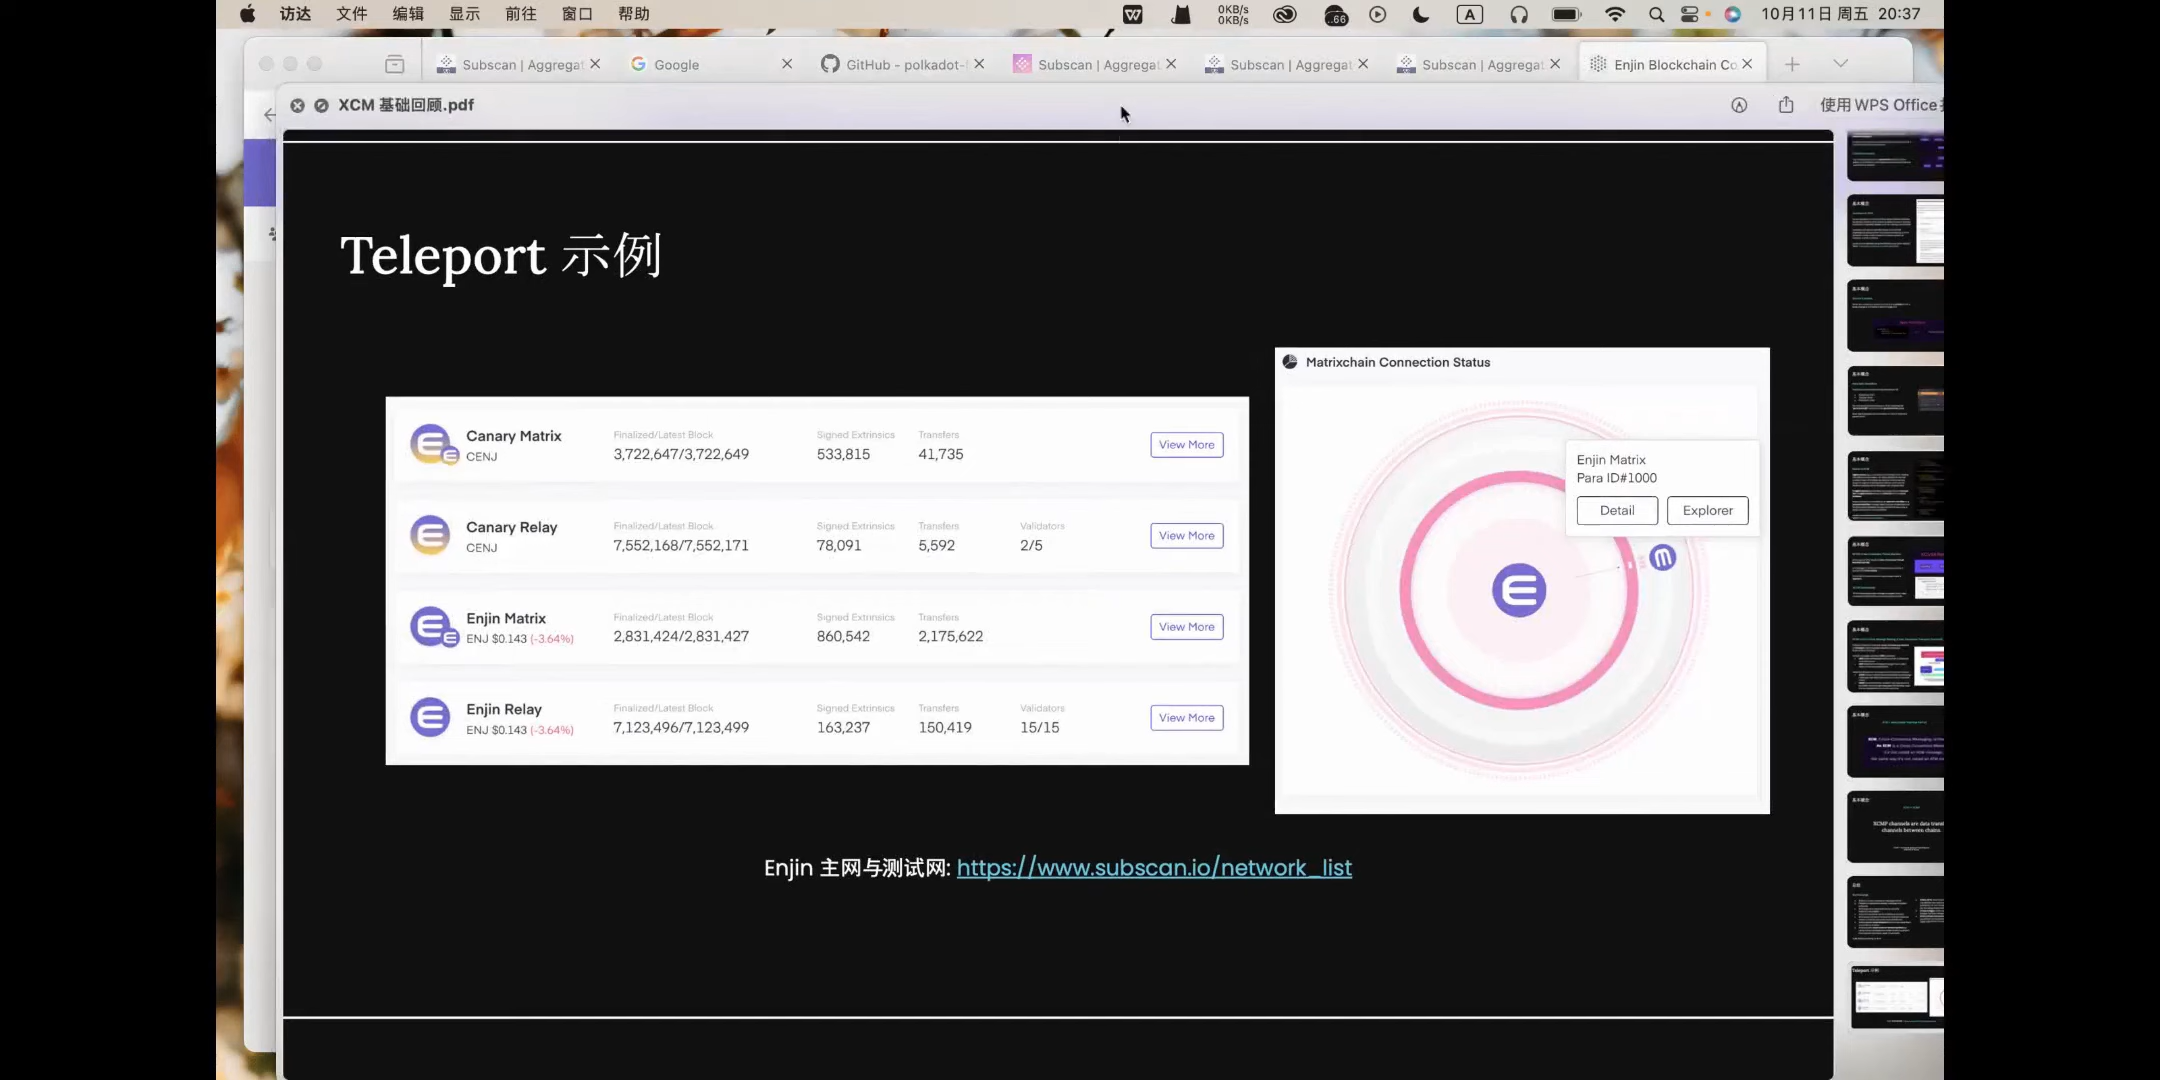 访达 文件 编辑 显示 前往 窗口 帮助 0KB/s 0KB/s .66 A 10月11日 周五 20:37
Subscan | Aggregat Google GitHub - polkadot- Subscan | Aggregat Subscan | Aggregat Subscan | Aggregat Enjin Blockchain Co
XCM 基础回顾.pdf 使用 WPS Office
Teleport 示例
Canary Matrix
CENJ
Finalized/Latest Block
3,722,647/3,722,649
Signed Extrinsics
533,815
Transfers
41,735
View More
Canary Relay
CENJ
Finalized/Latest Block
7,552,168/7,552,171
Signed Extrinsics
78,091
Transfers
5,592
Validators
2/5
View More
Enjin Matrix
ENJ $0.143 (-3.64%)
Finalized/Latest Block
2,831,424/2,831,427
Signed Extrinsics
860,542
Transfers
2,175,622
View More
Enjin Relay
ENJ $0.143 (-3.64%)
Finalized/Latest Block
7,123,496/7,123,499
Signed Extrinsics
163,237
Transfers
150,419
Validators
15/15
View More
Matrixchain Connection Status
Enjin Matrix
Para ID#1000
Detail Explorer
Enjin 主网与测试网: https://www.subscan.io/network_list